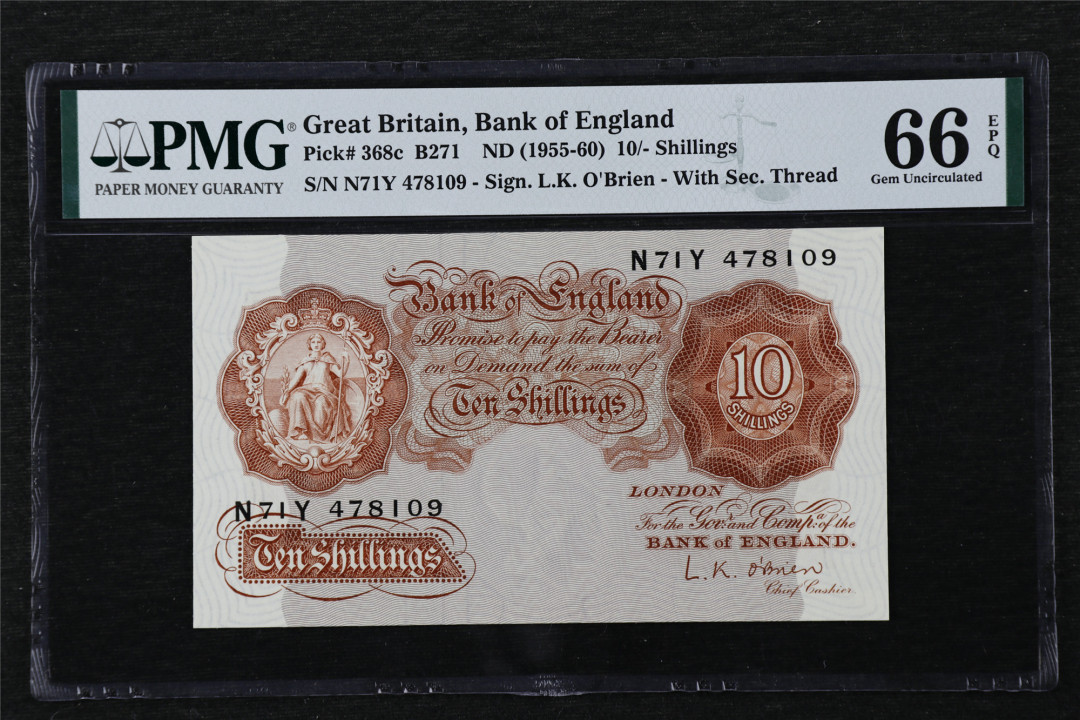 PMG®
PAPER MONEY GUARANTY
Great Britain, Bank of England
Pick# 368c B271 ND (1955-60) 10/- Shillings
S/N N71Y 478109 - Sign. L.K. O'Brien - With Sec. Thread
66 EPQ
Gem Uncirculated
N71Y 478109
Bank of England
Promise to pay the Bearer
on Demand the sum of
Ten Shillings
10
SHILLINGS
N71Y 478109
Ten Shillings
LONDON
For the Govr. and Compa. of the
BANK of ENGLAND.
L.K. O'Brien
Chief Cashier.